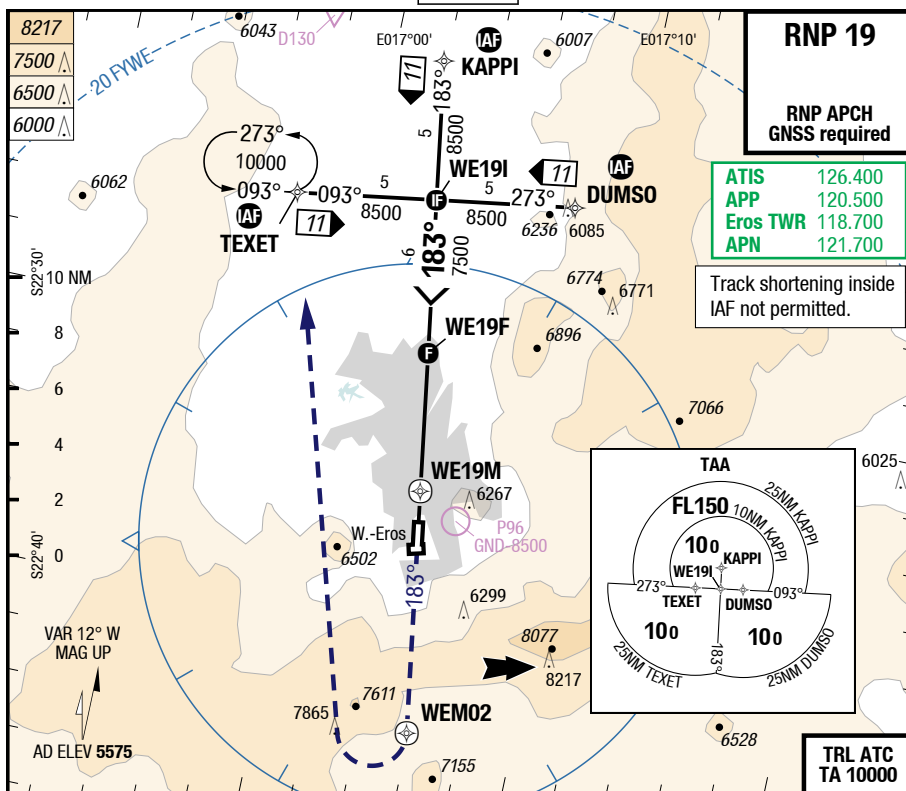 8217
7500
6500
6000
6043
D130
E017°00'
IAF
KAPPI
6007
E017°10'
RNP 19
RNP APCH
GNSS required
20 FYWE
11
183°
5
8500
273°
10000
093°
IAF
TEXET
11
093°
5
8500
WE19I
IF
5
8500
273°
11
IAF
DUMSO
6062
6236
6085
ATIS 126.400
APP 120.500
Eros TWR 118.700
APN 121.700
Track shortening inside
IAF not permitted.
S22°30'
10 NM
6
183°
7500
6774
6771
WE19F
F
6896
8
6
4
2
0
7066
WE19M
6267
P96
GND-8500
W.-Eros
6502
S22°40'
183°
6299
6025
TAA
FL150
25NM KAPPI
10NM KAPPI
100
KAPPI
WE19I
273°
093°
TEXET
DUMSO
100
100
183°
25NM TEXET
25NM DUMSO
VAR 12° W
MAG UP
AD ELEV 5575
8077
8217
7611
7865
WEM02
7155
6528
TRL ATC
TA 10000